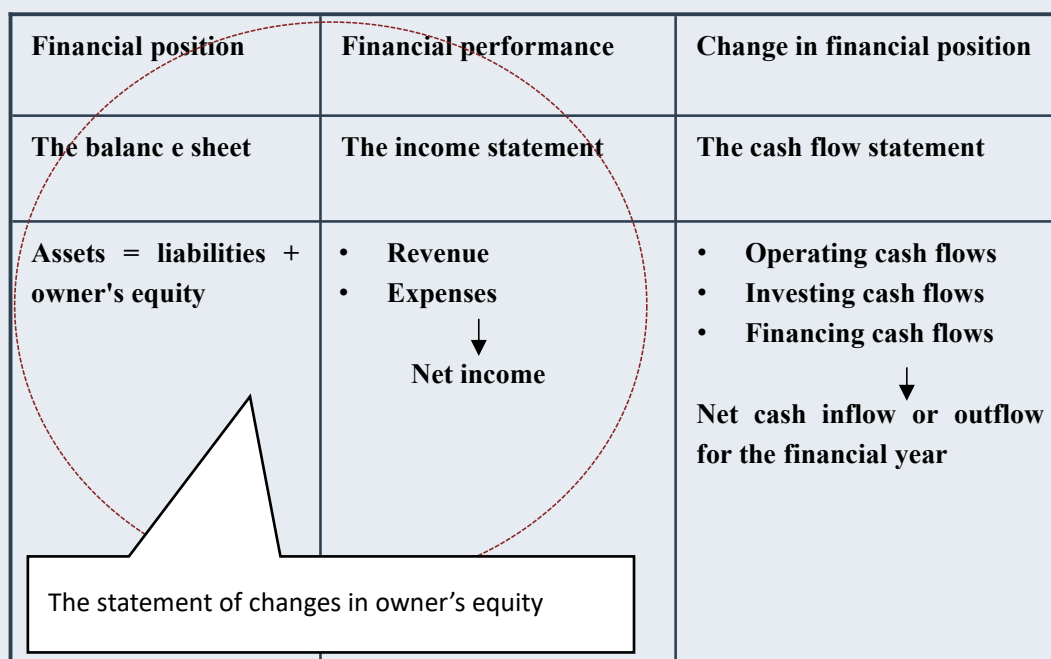 Financial position
Financial performance
Change in financial position
The balanc e sheet
The income statement
The cash flow statement
Assets = liabilities +
owner's equity
• Revenue
• Expenses
Net income
• Operating cash flows
• Investing cash flows
• Financing cash flows
Net cash inflow or outflow
for the financial year
The statement of changes in owner’s equity